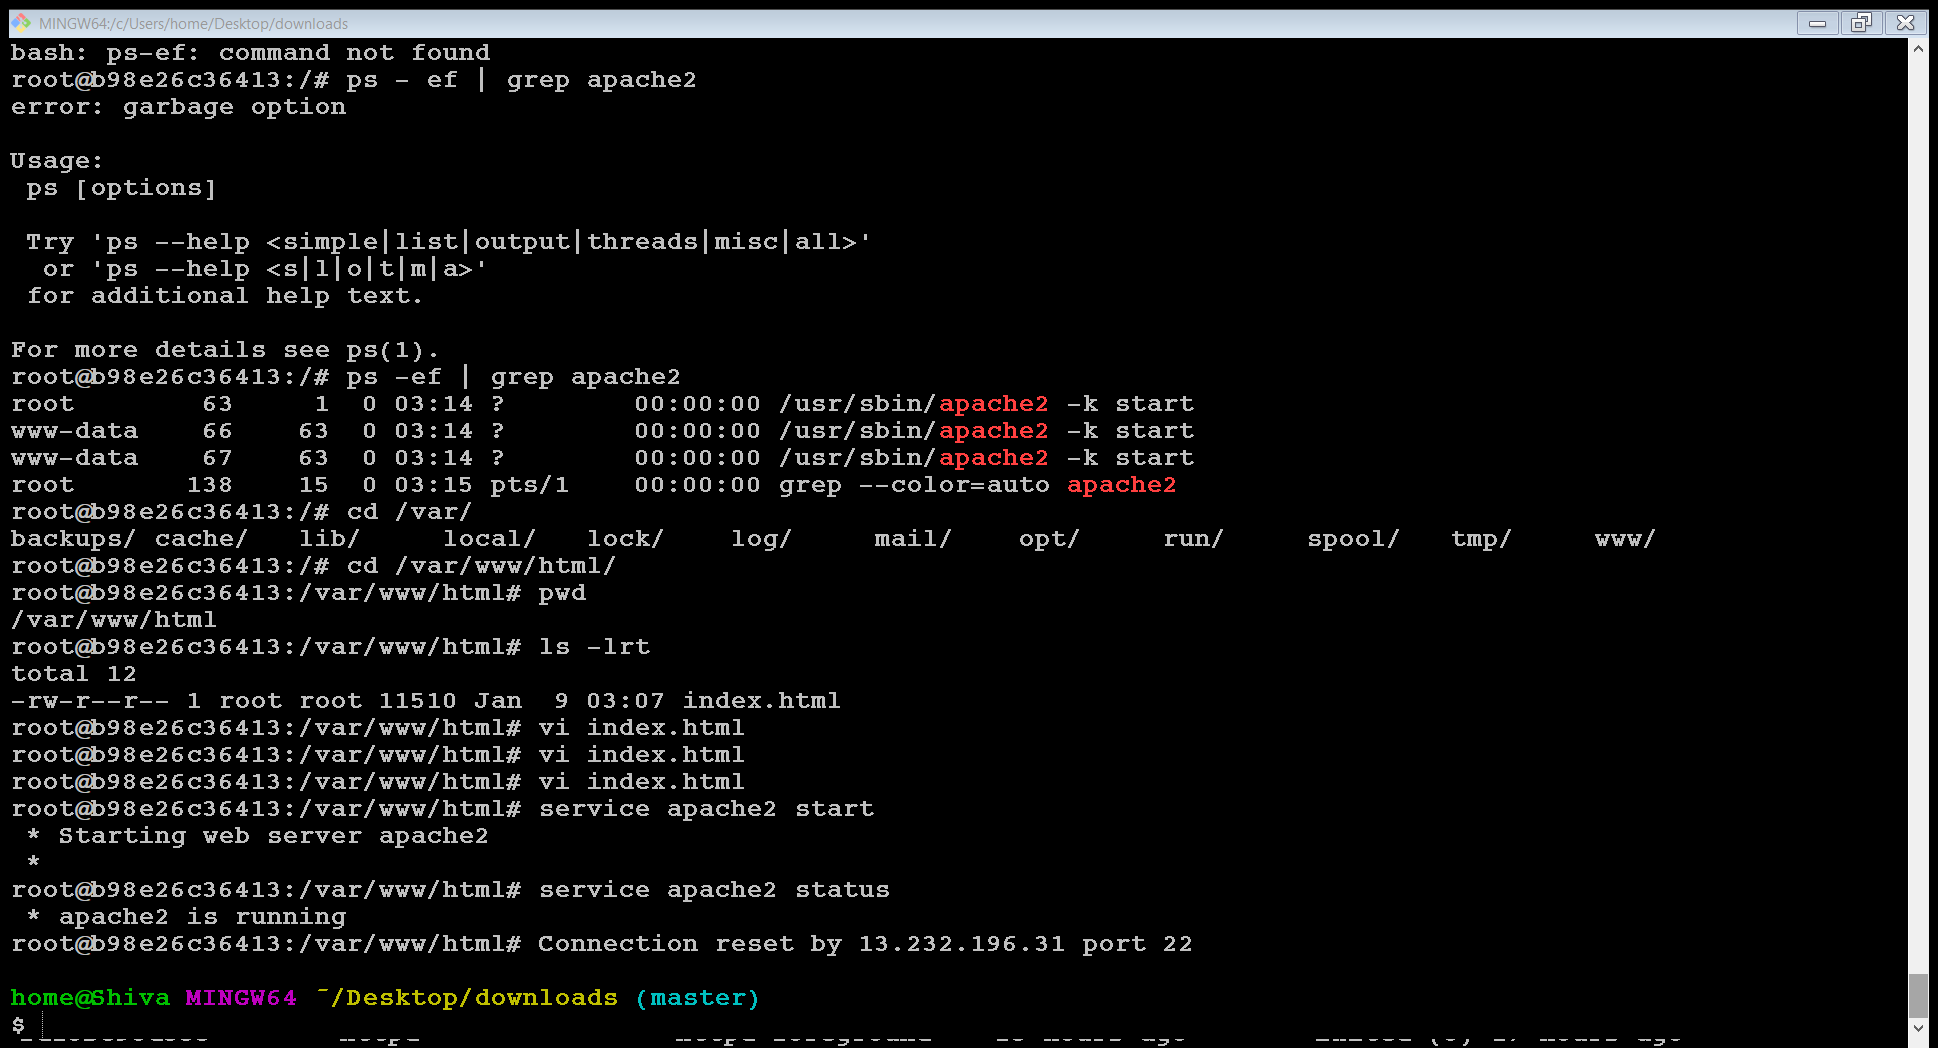 MINGW64:/c/Users/home/Desktop/downloads
bash: ps-ef: command not found
root@b98e26c36413:/# ps - ef | grep apache2
error: garbage option
Usage:
 ps [options]
 Try 'ps --help <simple|list|output|threads|misc|all>'
  or 'ps --help <s|l|o|t|m|a>'
 for additional help text.
For more details see ps(1).
root@b98e26c36413:/# ps -ef | grep apache2
root        63     1  0 03:14 ?        00:00:00 /usr/sbin/apache2 -k start
www-data    66    63  0 03:14 ?        00:00:00 /usr/sbin/apache2 -k start
www-data    67    63  0 03:14 ?        00:00:00 /usr/sbin/apache2 -k start
root       138    15  0 03:15 pts/1    00:00:00 grep --color=auto apache2
root@b98e26c36413:/# cd /var/
backups/ cache/   lib/     local/   lock/    log/     mail/    opt/     run/     spool/   tmp/     www/
root@b98e26c36413:/# cd /var/www/html/
root@b98e26c36413:/var/www/html# pwd
/var/www/html
root@b98e26c36413:/var/www/html# ls -lrt
total 12
-rw-r--r-- 1 root root 11510 Jan  9 03:07 index.html
root@b98e26c36413:/var/www/html# vi index.html
root@b98e26c36413:/var/www/html# vi index.html
root@b98e26c36413:/var/www/html# vi index.html
root@b98e26c36413:/var/www/html# service apache2 start
 * Starting web server apache2
 *
root@b98e26c36413:/var/www/html# service apache2 status
 * apache2 is running
root@b98e26c36413:/var/www/html# Connection reset by 13.232.196.31 port 22
home@Shiva MINGW64 ~/Desktop/downloads (master)
$